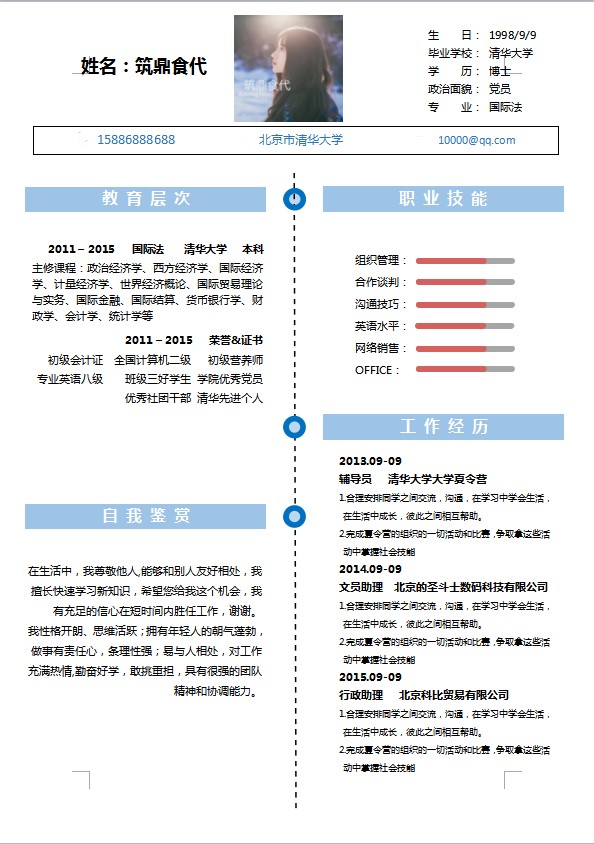 姓名：筑鼎食代
筑鼎食代
生 日： 1998/9/9
毕业学校： 清华大学
学 历： 博士
政治面貌： 党员
专 业： 国际法
15886888688 北京市清华大学 10000@qq.com
教育层次
2011 – 2015 国际法 清华大学 本科
主修课程：政治经济学、西方经济学、国际经济
学、计量经济学、世界经济概论、国际贸易理论
与实务、国际金融、国际结算、货币银行学、财
政学、会计学、统计学等
2011 – 2015 荣誉&证书
初级会计证 全国计算机二级 初级营养师
专业英语八级 班级三好学生 学院优秀党员
优秀社团干部 清华先进个人
自我鉴赏
在生活中，我尊敬他人,能够和别人友好相处，我
擅长快速学习新知识，希望您给我这个机会，我
有充足的信心在短时间内胜任工作，谢谢。
我性格开朗、思维活跃；拥有年轻人的朝气蓬勃，
做事有责任心，条理性强；易与人相处，对工作
充满热情,勤奋好学，敢挑重担，具有很强的团队
精神和协调能力。
职业技能
组织管理：
合作谈判：
沟通技巧：
英语水平：
网络销售：
OFFICE：
工作经历
2013.09-09
辅导员 清华大学大学夏令营
1.合理安排同学之间交流，沟通，在学习中学会生活，
在生活中成长，彼此之间相互帮助。
2.完成夏令营的组织的一切活动和比赛，争取拿这些活
动中掌握社会技能
2014.09-09
文员助理 北京的圣斗士数码科技有限公司
1.合理安排同学之间交流，沟通，在学习中学会生活，
在生活中成长，彼此之间相互帮助。
2.完成夏令营的组织的一切活动和比赛，争取拿这些活
动中掌握社会技能
2015.09-09
行政助理 北京科比贸易有限公司
1.合理安排同学之间交流，沟通，在学习中学会生活，
在生活中成长，彼此之间相互帮助。
2.完成夏令营的组织的一切活动和比赛，争取拿这些活
动中掌握社会技能